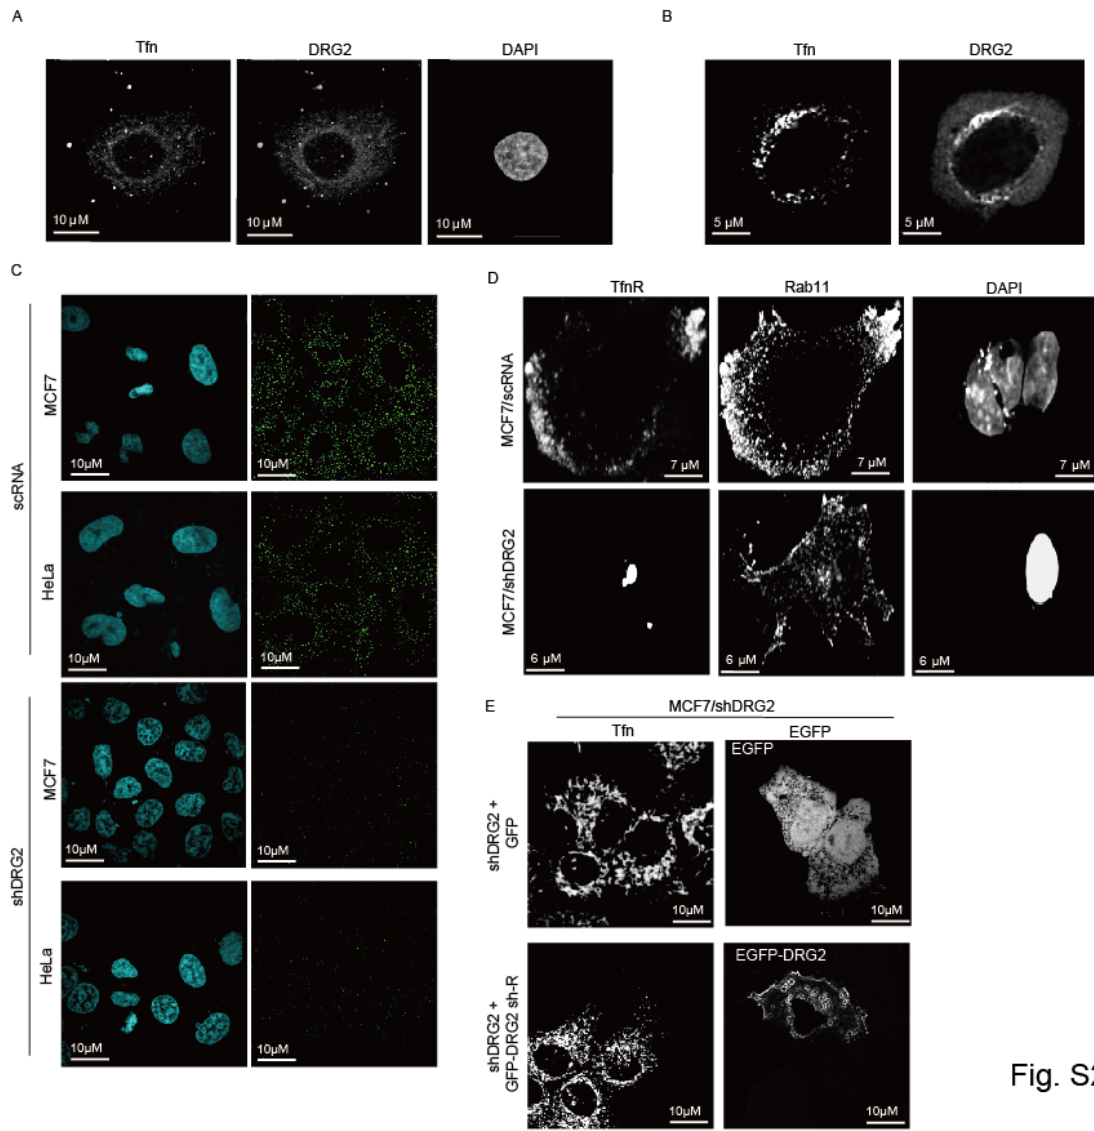 A
Tfn
DRG2
DAPI
10 µM
10 µM
10 µM
B
Tfn
DRG2
5 µM
5 µM
C
scRNA
MCF7
10µM
10µM
HeLa
10µM
10µM
shDRG2
MCF7
10µM
10µM
HeLa
10µM
10µM
D
TfnR
Rab11
DAPI
MCF7/scRNA
7 µM
7 µM
7 µM
MCF7/shDRG2
6 µM
6 µM
6 µM
E
MCF7/shDRG2
Tfn
EGFP
shDRG2 +
GFP
10µM
EGFP
10µM
shDRG2 +
GFP-DRG2 sh-R
10µM
EGFP-DRG2
10µM
Fig. S2